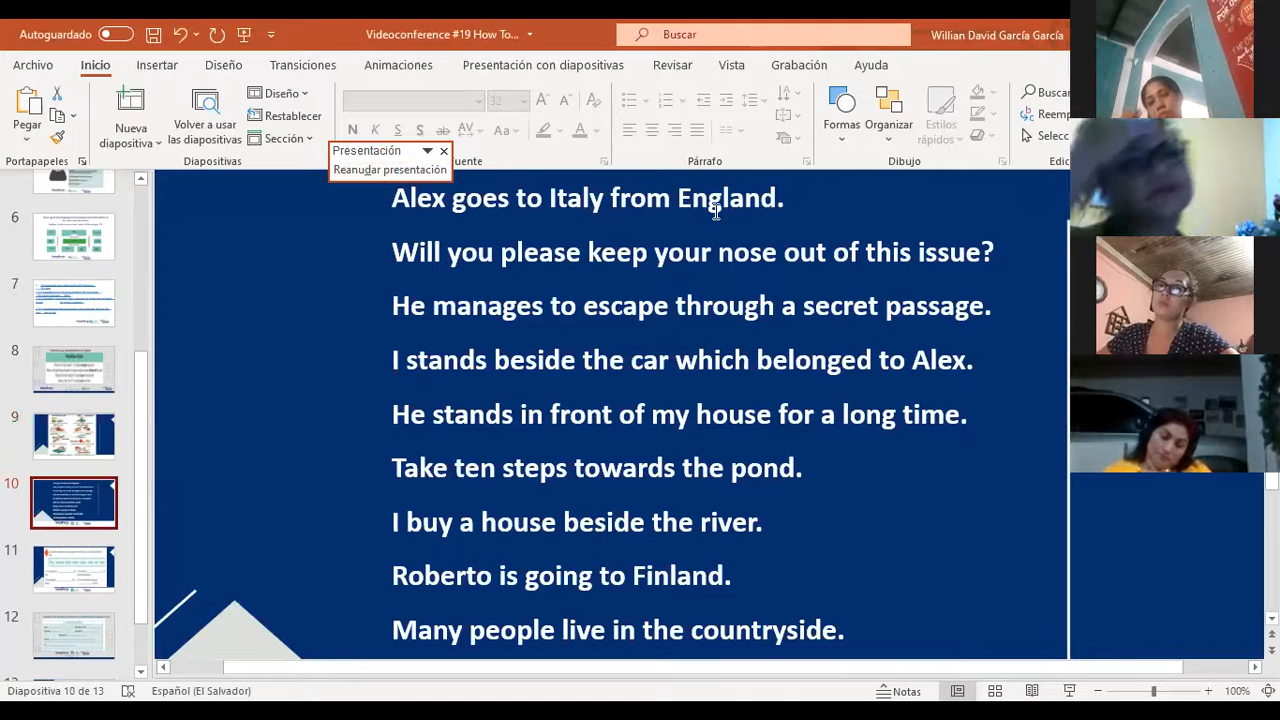 Autoguardado
Videoconference #19 How To...
Buscar
Willian David García García
Archivo
Inicio
Insertar
Diseño
Transiciones
Animaciones
Presentación con diapositivas
Revisar
Vista
Grabación
Ayuda
Pegar
Nueva diapositiva
Volver a usar las diapositivas
Diseño
Restablecer
Sección
32
N K S S ab AV Aa A
Formas
Organizar
Estilos rápidos
Buscar
Reemp
Selecc
Portapapeles
Diapositivas
uente
Párrafo
Dibujo
Edic
Presentación
Reanudar presentación
6
7
8
9
10
11
12
Alex goes to Italy from England.
Will you please keep your nose out of this issue?
He manages to escape through a secret passage.
I stands beside the car which belonged to Alex.
He stands in front of my house for a long time.
Take ten steps towards the pond.
I buy a house beside the river.
Roberto is going to Finland.
Many people live in the countryside.
Diapositiva 10 de 13
Español (El Salvador)
Notas
100%